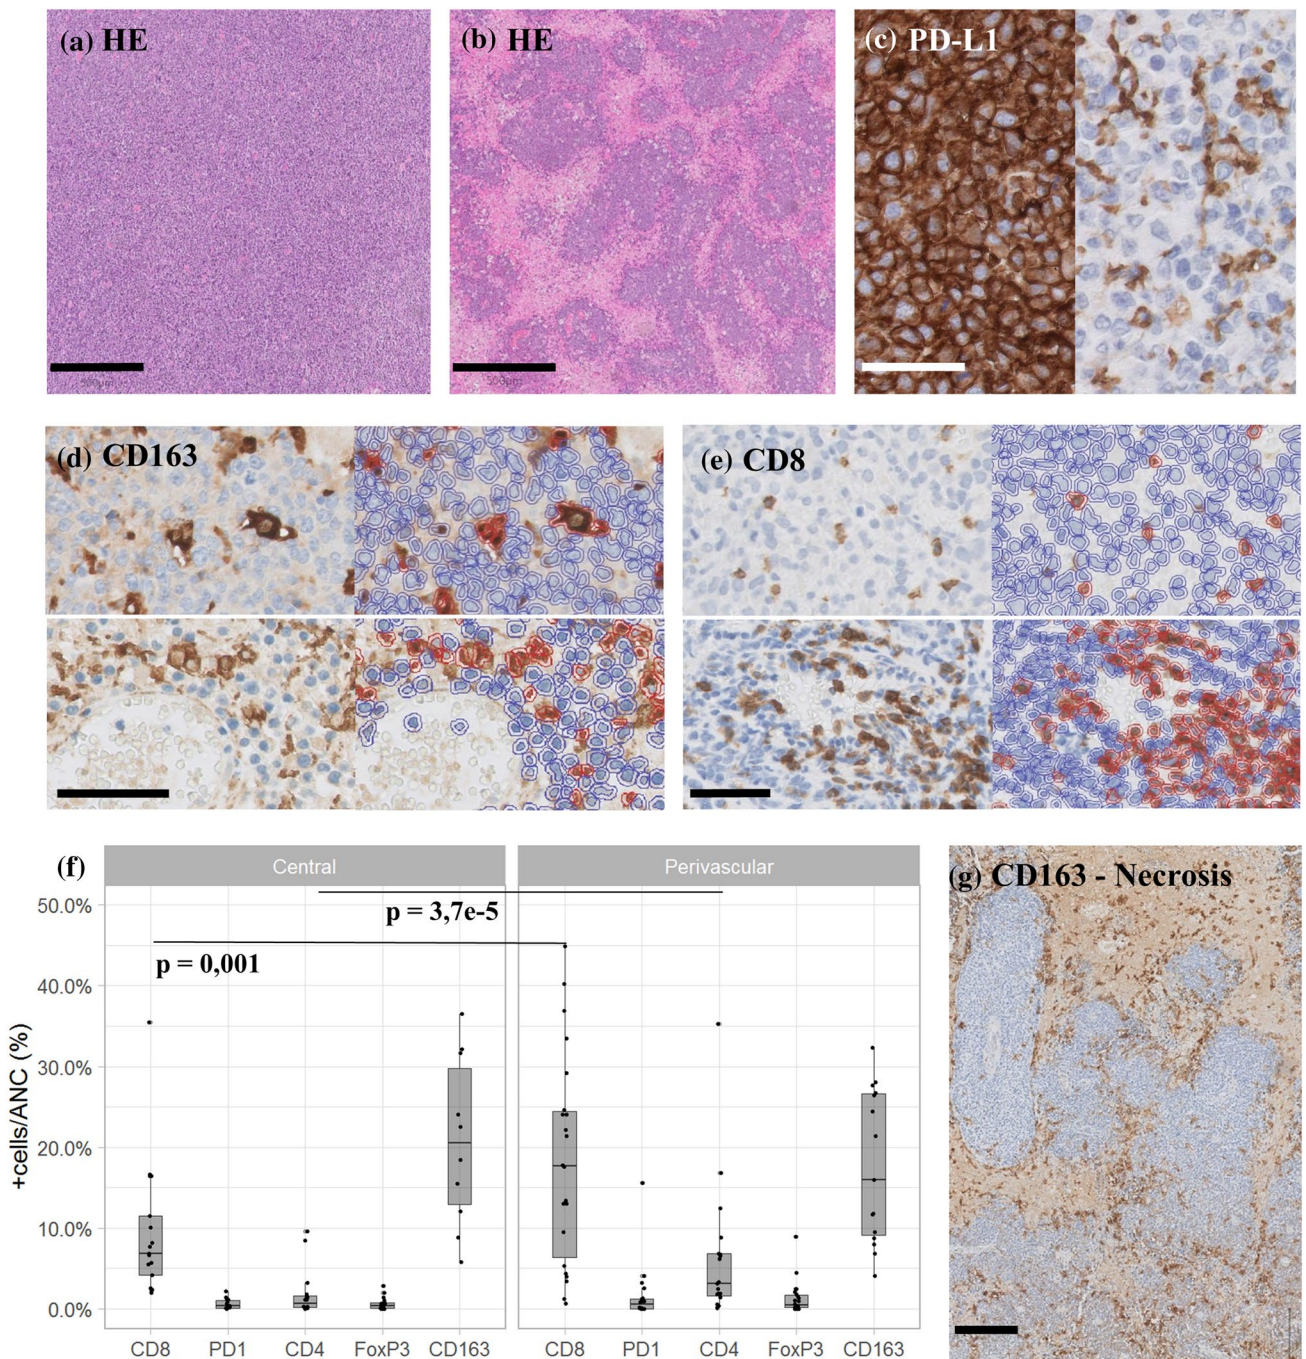 (a) HE
(b) HE
(c) PD-L1
500µm
500µm
(d) CD163
(e) CD8
(f)
Central
Perivascular
(g) CD163 - Necrosis
+cells/ANC (%)
50.0%
40.0%
30.0%
20.0%
10.0%
0.0%
p = 3,7e-5
p = 0,001
CD8 PD1 CD4 FoxP3 CD163
CD8 PD1 CD4 FoxP3 CD163